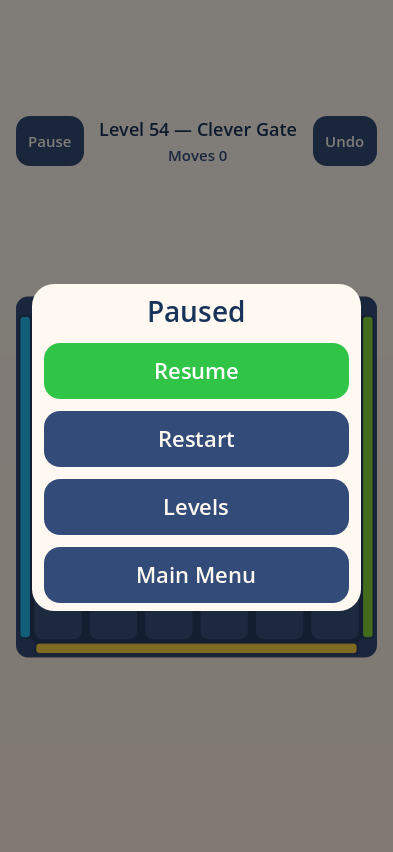 Pause
Level 54 — Clever Gate
Moves 0
Undo
Paused
Resume
Restart
Levels
Main Menu